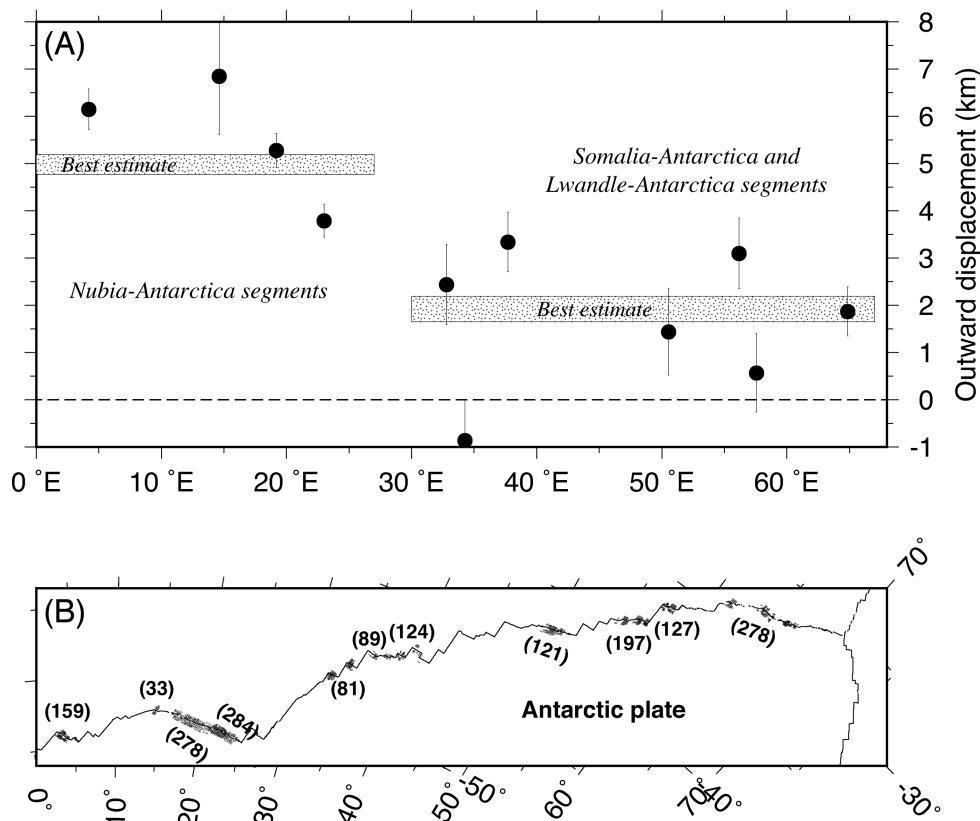 (A)
8
7
6
5
4
3
2
1
0
-1
Outward displacement (km)
Best estimate
Somalia-Antarctica and
Lwandle-Antarctica segments
Nubia-Antarctica segments
Best estimate
0 °E
10 °E
20 °E
30 °E
40 °E
50 °E
60 °E
(B)
70°
(159)
(33)
(278)
(284)
(81)
(89)
(124)
(121)
(197)
(127)
(278)
Antarctic plate
0°
10°
20°
30°
40°
50°
-50°
60°
70°
-40°
-30°